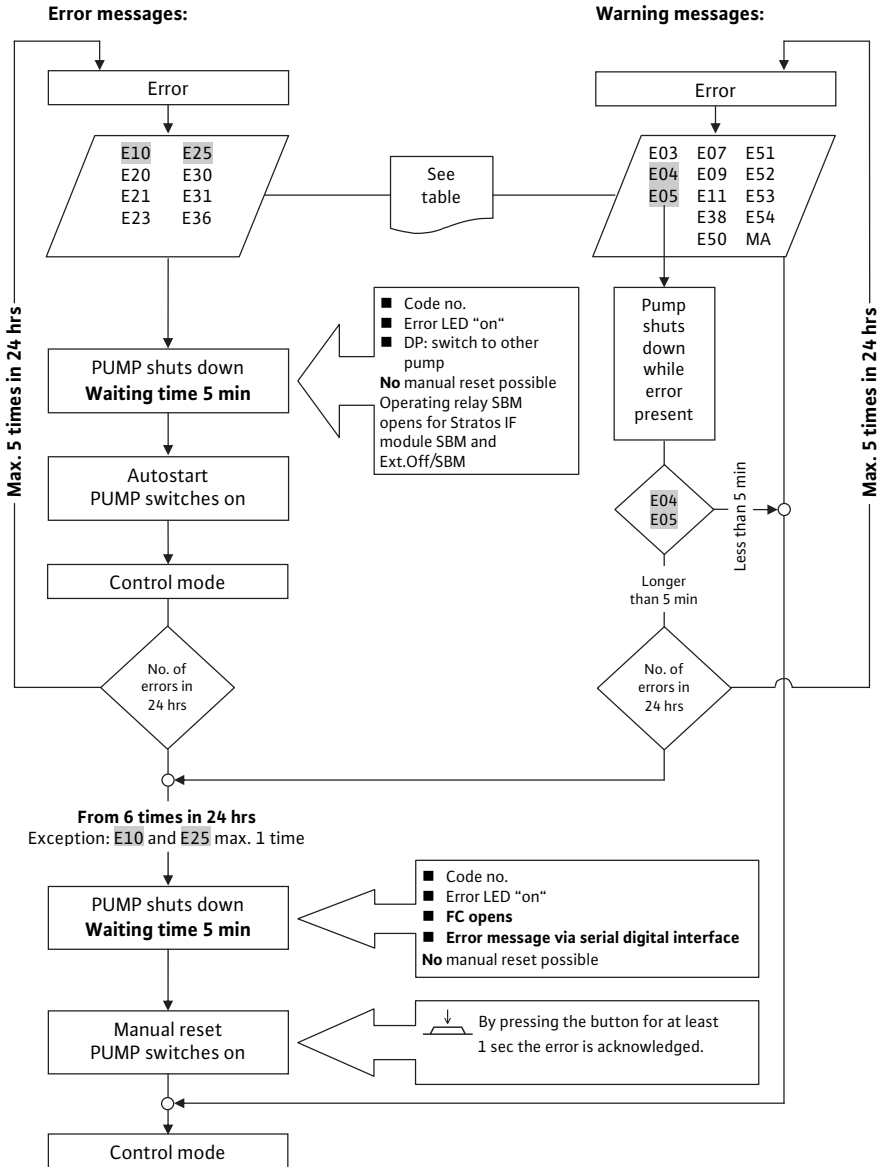 Error messages:
Warning messages:
Error
Error
E10 E25
E20 E30
E21 E31
E23 E36
See
table
E03 E07 E51
E04 E09 E52
E05 E11 E53
E38 E54
E50 MA
Max. 5 times in 24 hrs
PUMP shuts down
Waiting time 5 min
■ Code no.
■ Error LED "on"
■ DP: switch to other
pump
No manual reset possible
Operating relay SBM
opens for Stratos IF
module SBM and
Ext.Off/SBM
Pump
shuts
down
while
error
present
Max. 5 times in 24 hrs
Autostart
PUMP switches on
E04
E05
Less than 5 min
Control mode
Longer
than 5 min
No. of
errors in
24 hrs
No. of
errors in
24 hrs
From 6 times in 24 hrs
Exception: E10 and E25 max. 1 time
PUMP shuts down
Waiting time 5 min
■ Code no.
■ Error LED "on"
■ FC opens
■ Error message via serial digital interface
No manual reset possible
Manual reset
PUMP switches on
By pressing the button for at least
1 sec the error is acknowledged.
Control mode